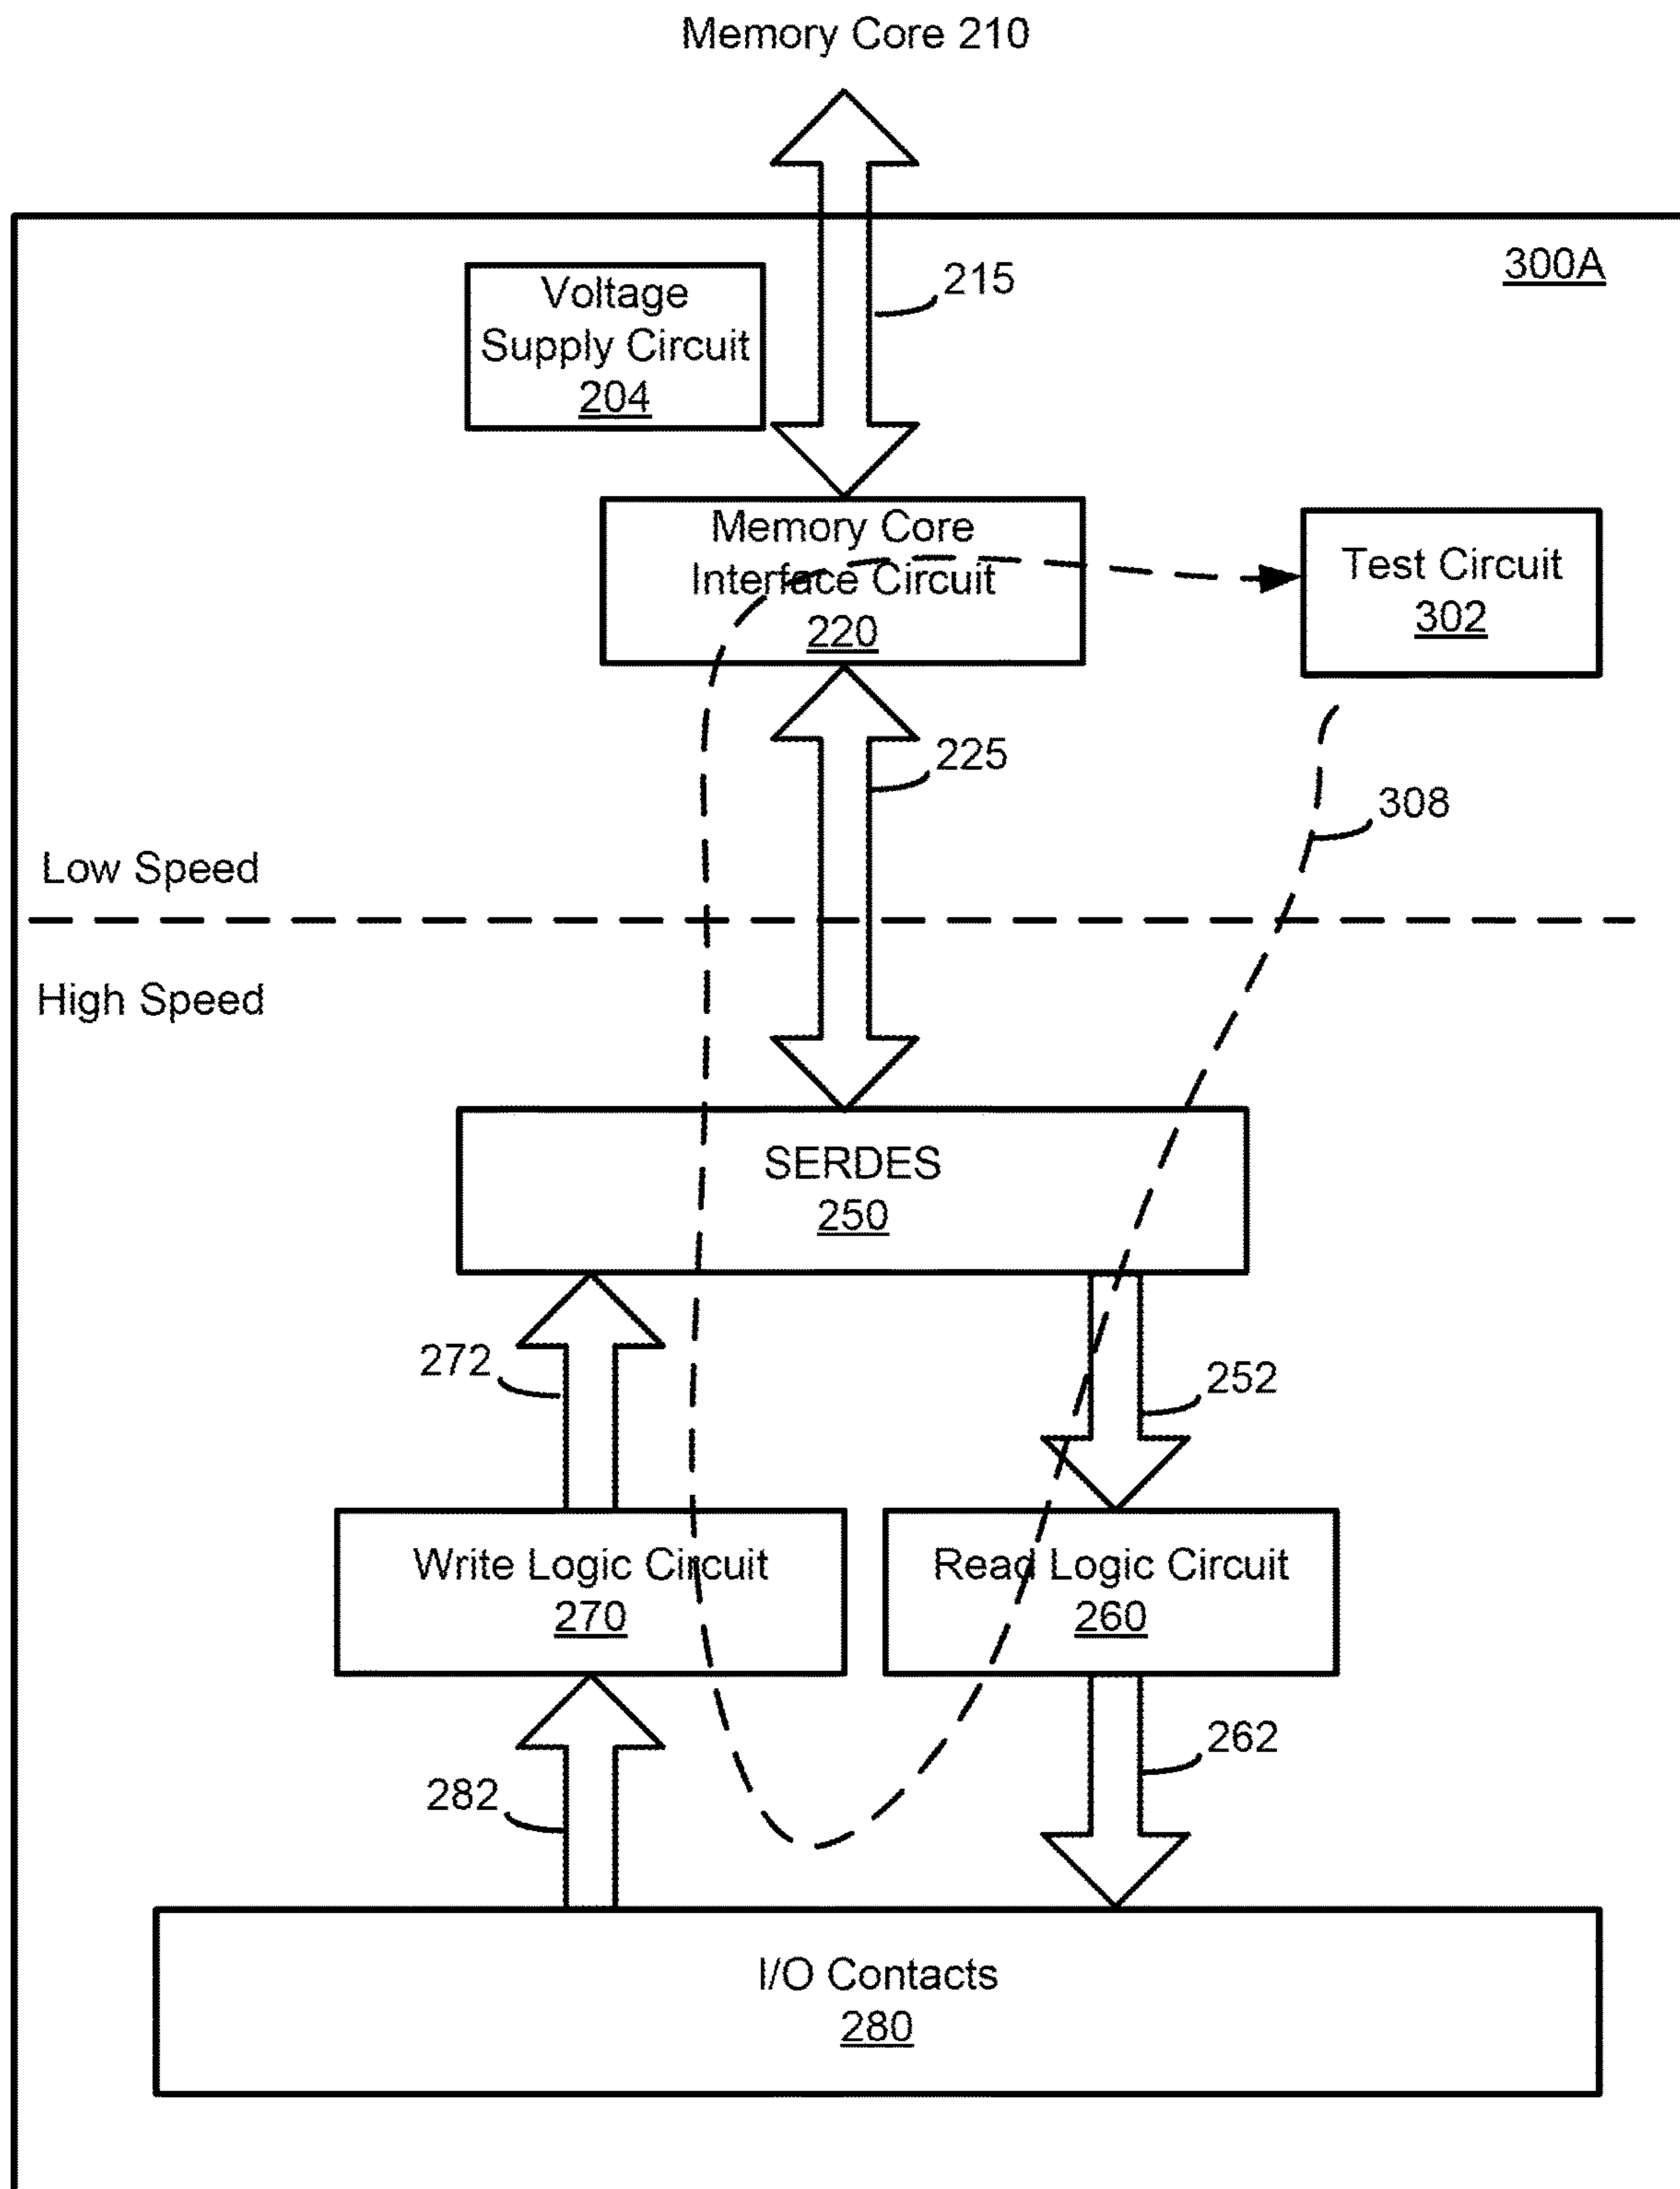 Memory Core 210
300A
215
Voltage
Supply Circuit
204
Memory Core
Interface Circuit
220
Test Circuit
302
225
308
Low Speed
High Speed
SERDES
250
272
252
Write Logic Circuit
270
Read Logic Circuit
260
262
282
I/O Contacts
280